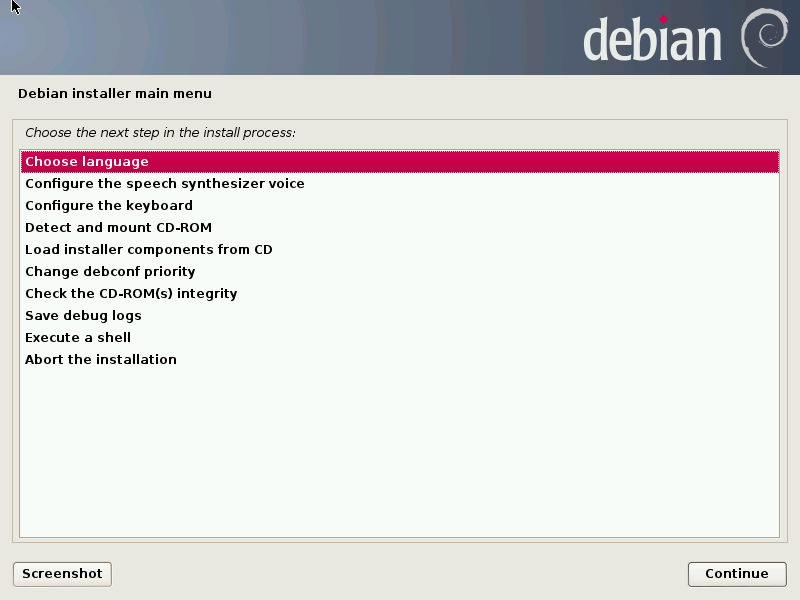 debian
Debian installer main menu
Choose the next step in the install process:
Choose language
Configure the speech synthesizer voice
Configure the keyboard
Detect and mount CD-ROM
Load installer components from CD
Change debconf priority
Check the CD-ROM(s) integrity
Save debug logs
Execute a shell
Abort the installation
Screenshot
Continue